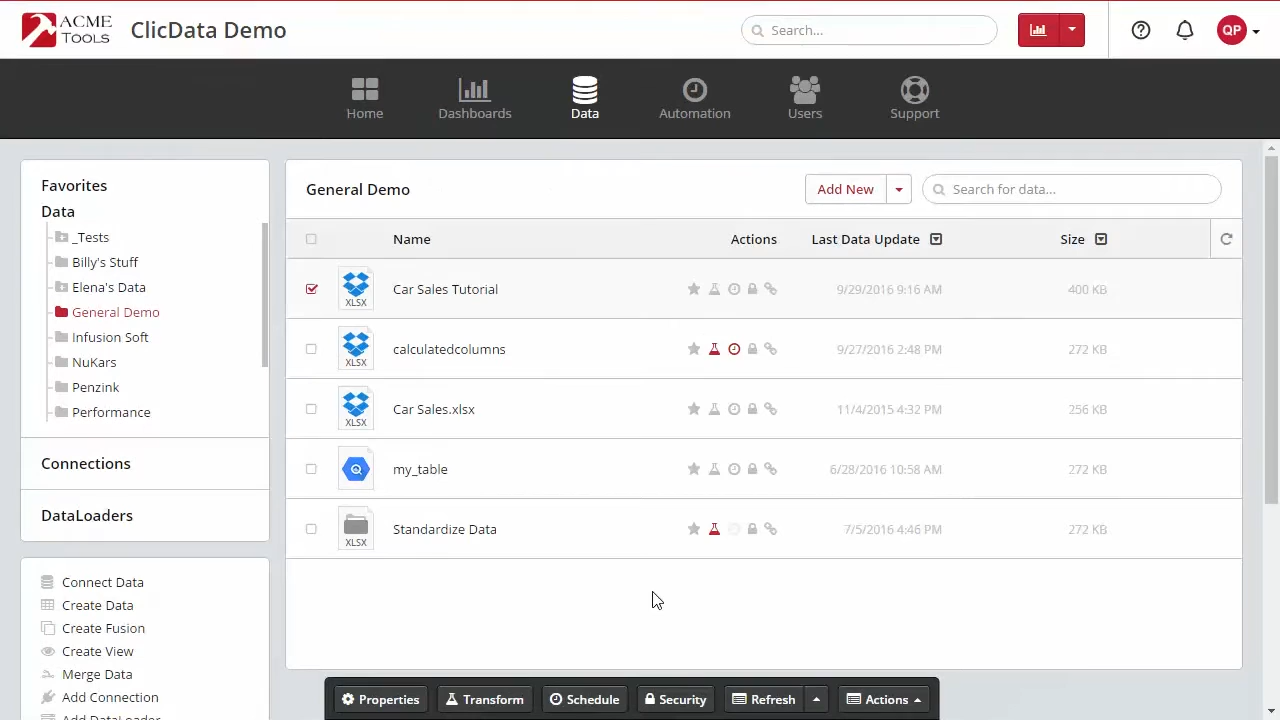 ACME TOOLS
ClicData Demo
Search...
QP
Home
Dashboards
Data
Automation
Users
Support
Favorites
Data
_Tests
Billy's Stuff
Elena's Data
General Demo
Infusion Soft
NuKars
Penzink
Performance
Connections
DataLoaders
Connect Data
Create Data
Create Fusion
Create View
Merge Data
Add Connection
Add DataLoader
General Demo
Add New
Search for data...
Name Actions Last Data Update Size
XLSX Car Sales Tutorial 9/29/2016 9:16 AM 400 KB
XLSX calculatedcolumns 9/27/2016 2:48 PM 272 KB
XLSX Car Sales.xlsx 11/4/2015 4:32 PM 256 KB
my_table 6/28/2016 10:58 AM 272 KB
XLSX Standardize Data 7/5/2016 4:46 PM 272 KB
Properties Transform Schedule Security Refresh Actions